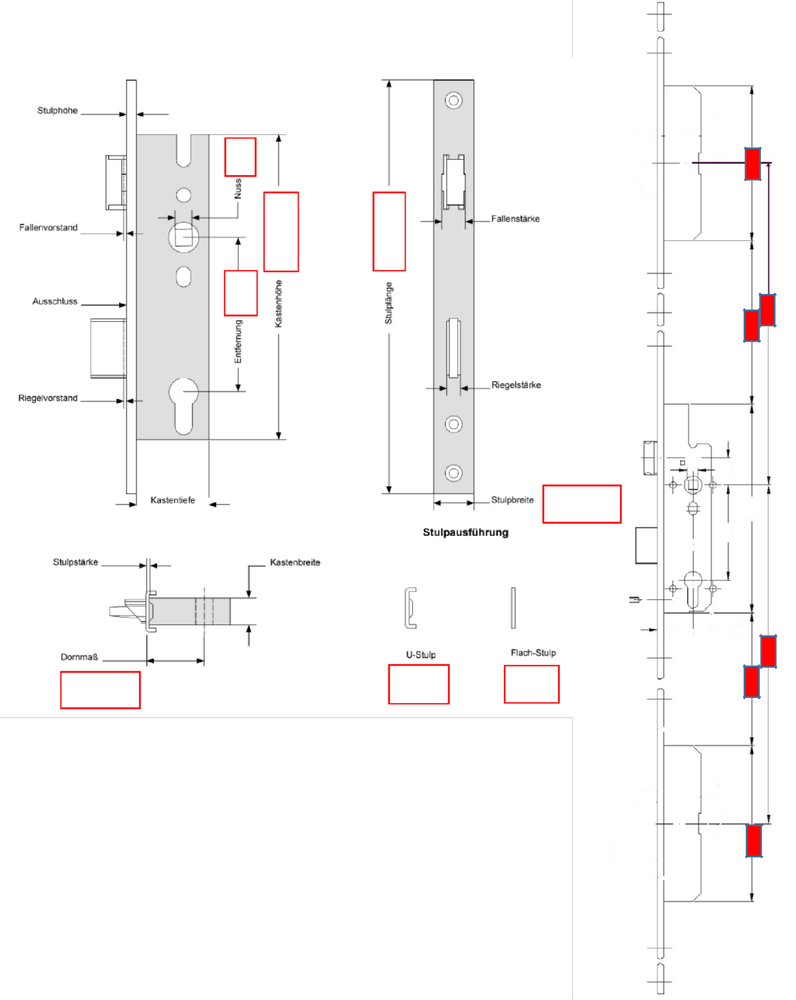 Stulphöhe
Nuss
Fallenvorstand
Fallenstärke
Ausschluss
Kastenhöhe
Stulplänge
Entfernung
Riegelvorstand
Riegelstärke
Kastentiefe
Stulpbreite
Stulpausführung
Stulpstärke
Kastenbreite
Dornmaß
U-Stulp
Flach-Stulp